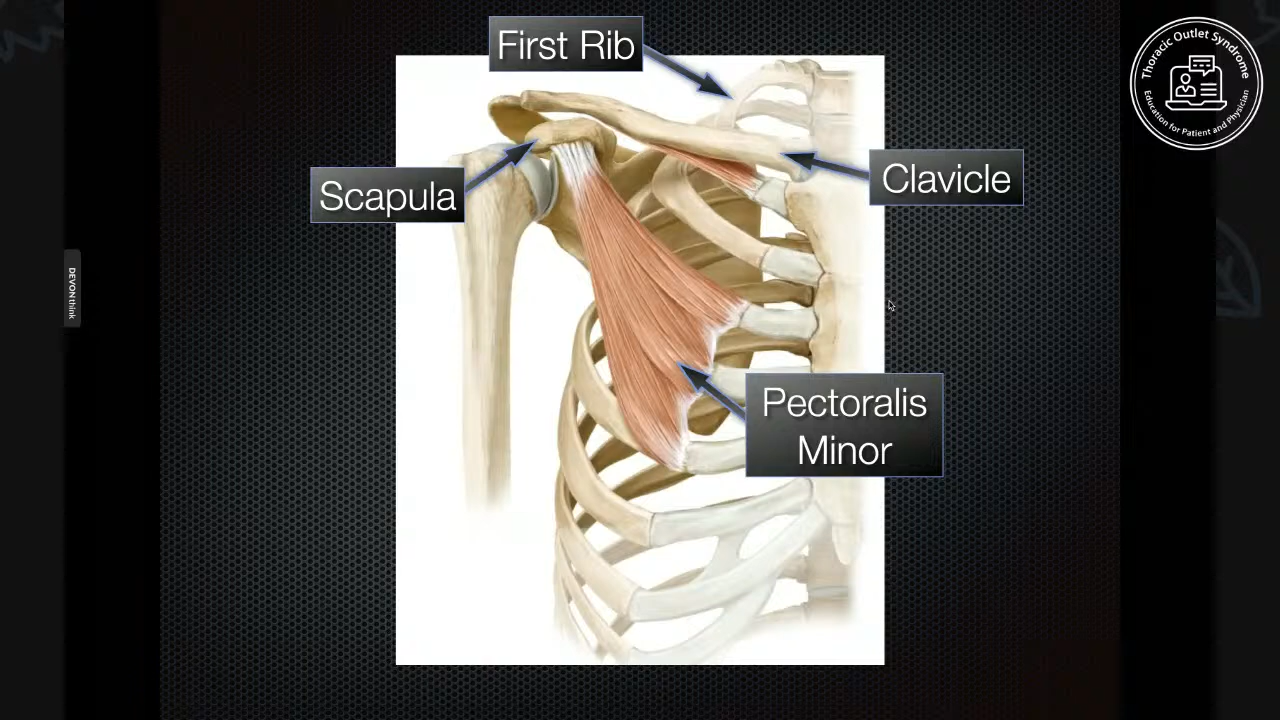 First Rib
Thoracic Outlet Syndrome
Education for Patient and Physician
Clavicle
Scapula
DEVONthink
Pectoralis
Minor